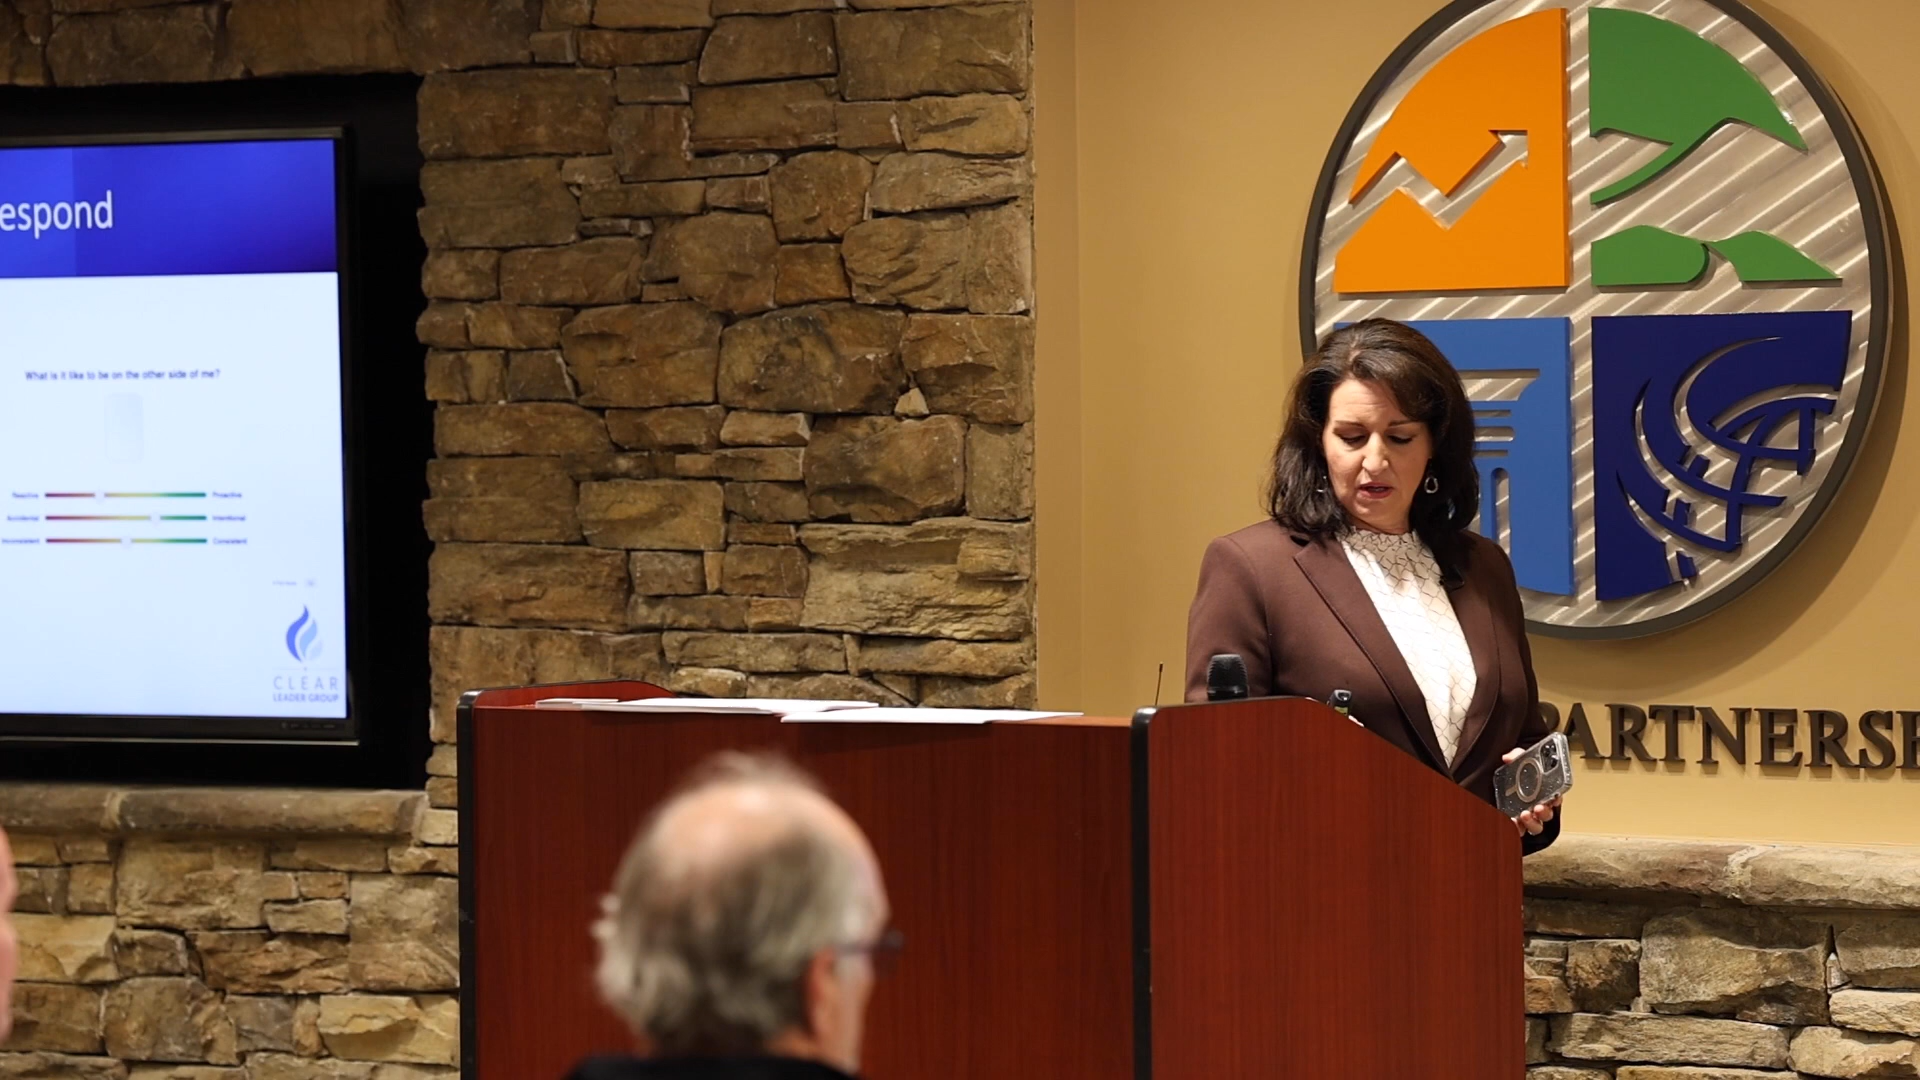 espond
What is it like to be on the other side of me?
Reactive Proactive
Accidental Intentional
Inconsistent Consistent
CLEAR
LEADER GROUP
PARTNERSH